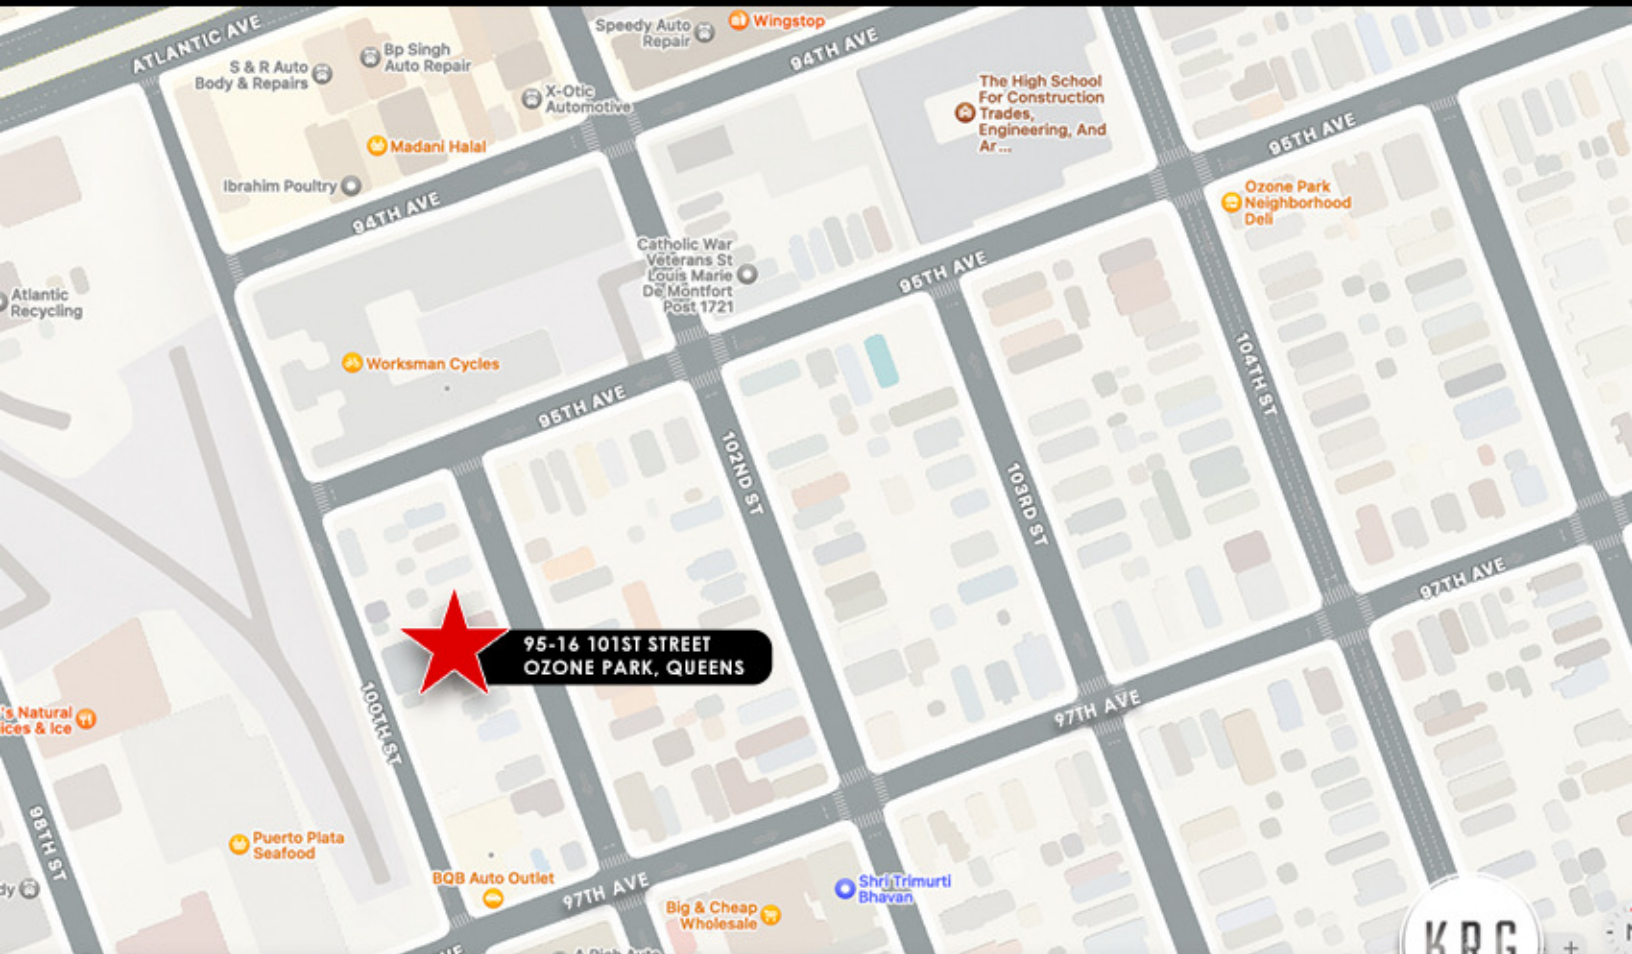 ATLANTIC AVE
Speedy Auto
Repair
Wingstop
94TH AVE
Bp Singh
Auto Repair
S & R Auto
Body & Repairs
X-Otic
Automotive
Madani Halal
Ibrahim Poultry
94TH AVE
The High School
For Construction
Trades,
Engineering, And
Ar...
95TH AVE
Ozone Park
Neighborhood
Deli
Catholic War
Veterans St
Louis Marie
De Montfort
Post 1721
95TH AVE
Atlantic
Recycling
Worksman Cycles
95TH AVE
104TH ST
102ND ST
103RD ST
97TH AVE
95-16 101ST STREET
OZONE PARK, QUEENS
100TH ST
97TH AVE
's Natural
ices & Ice
98TH ST
Puerto Plata
Seafood
BQB Auto Outlet
97TH AVE
Shri Trimurti
Bhavan
Big & Cheap
Wholesale
KRG
+